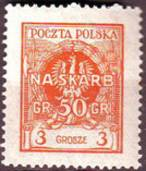 POCZTA POLSKA
NA SKARB
GR 50 GR
3 GROSZE 3